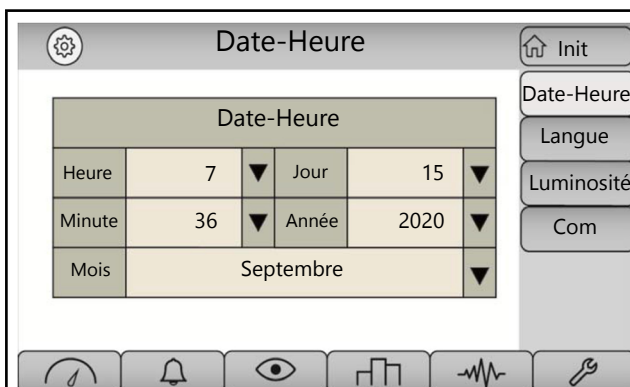 Date-Heure
Init
Date-Heure
Langue
Luminosité
Com
Date-Heure
Heure 7 Jour 15
Minute 36 Année 2020
Mois Septembre